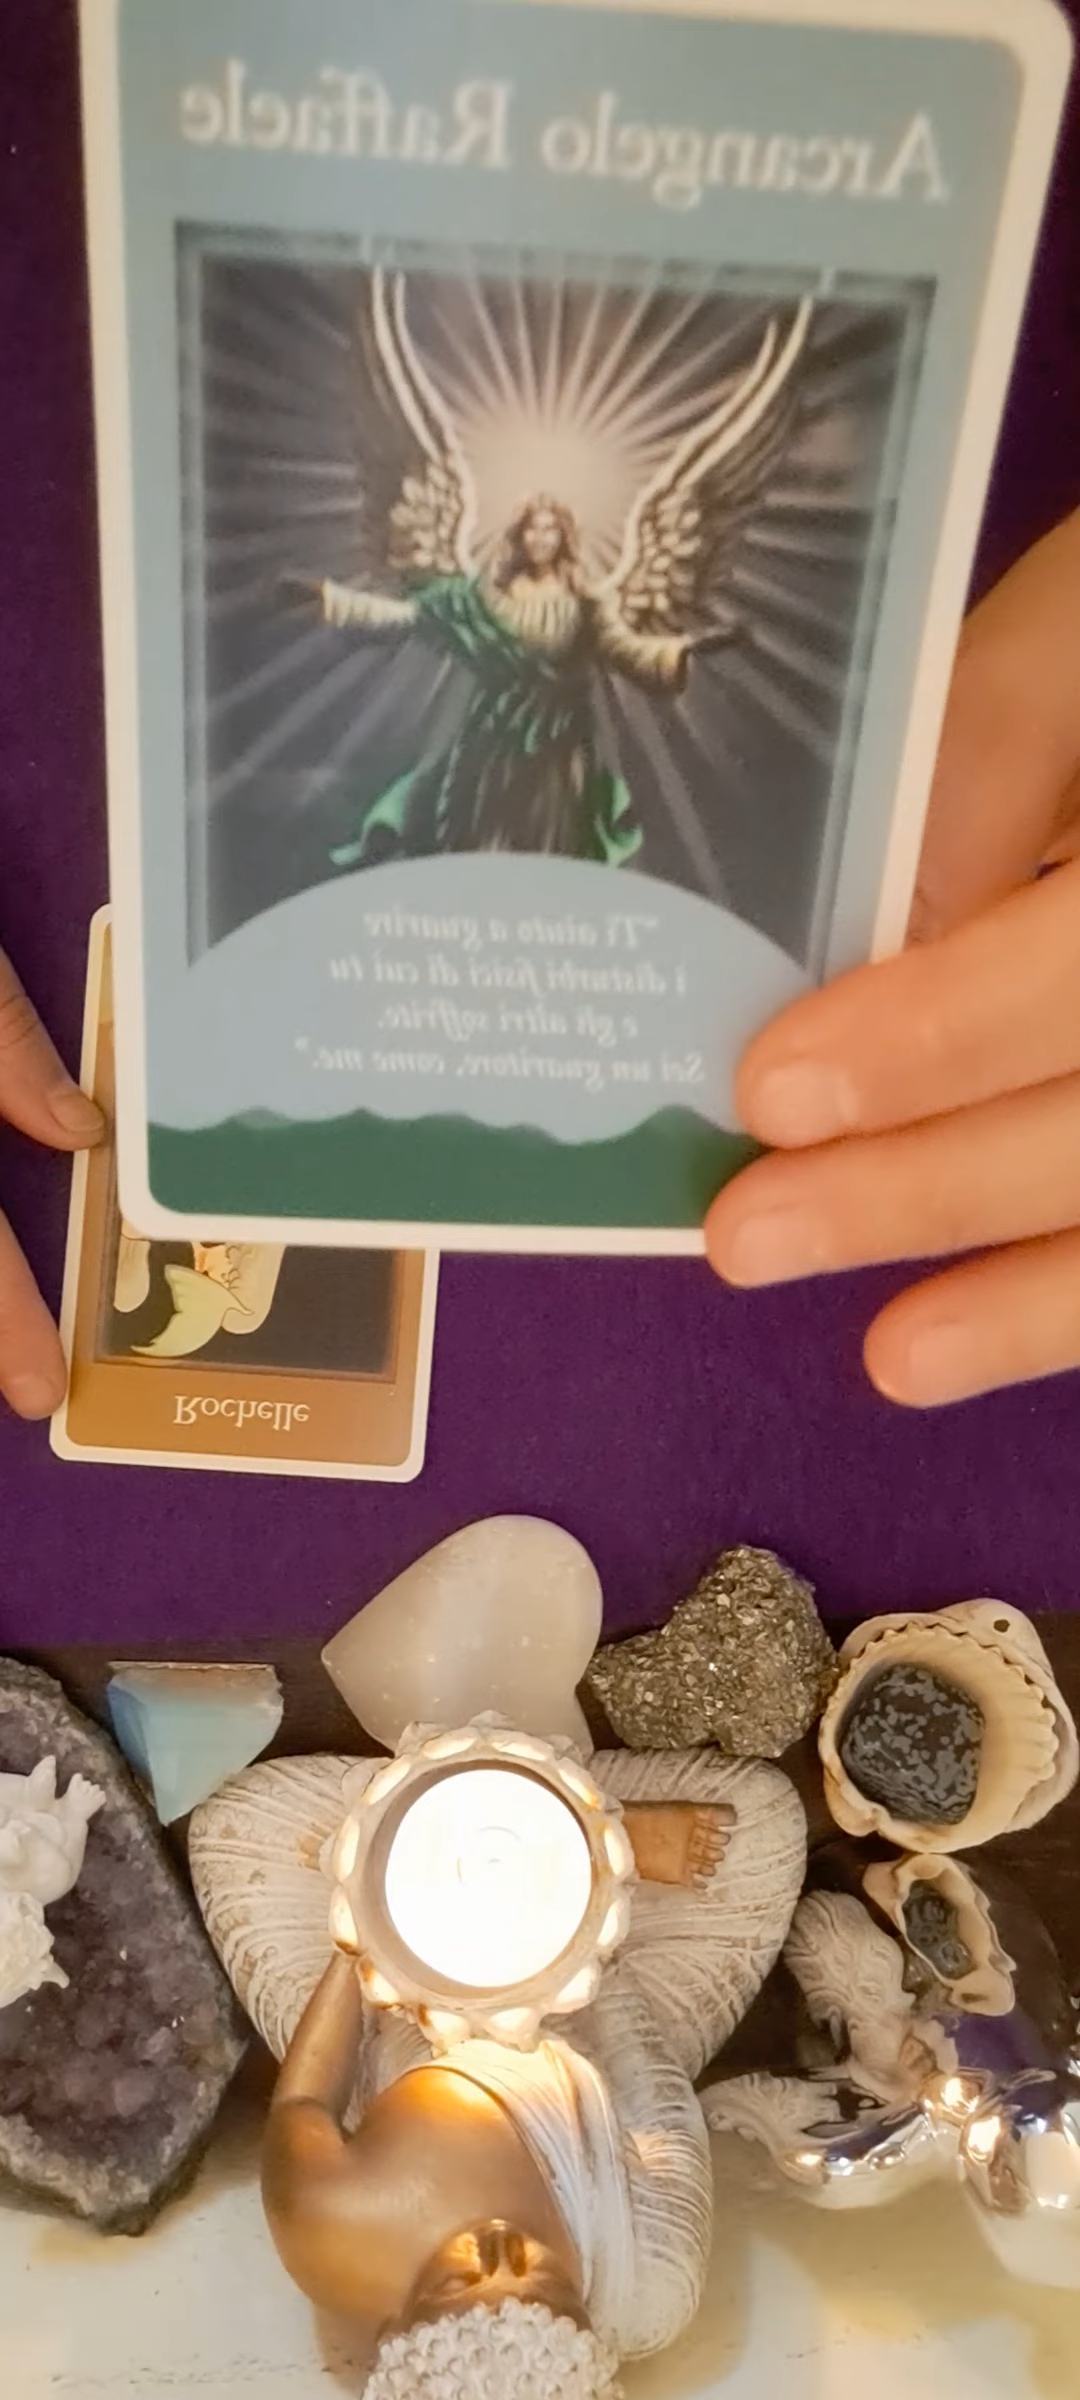 Arcangelo Raffaele
"Ti aiuto a guarire
i disturbi fisici di cui tu
e gli altri soffrite.
Sei un guaritore, come me."
Rochelle